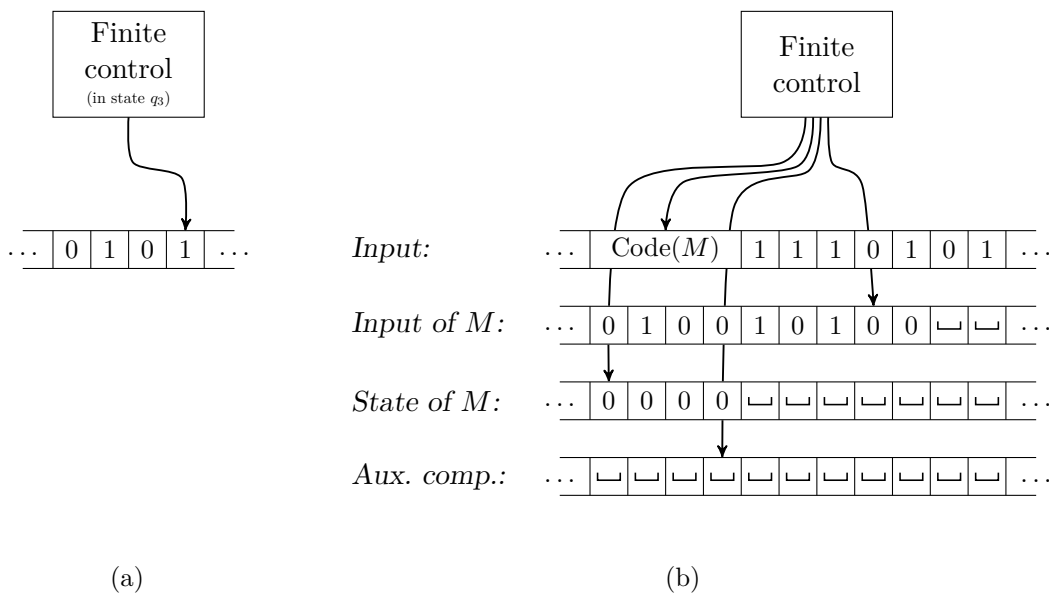 Finite
control
(in state q₃)
… 0 1 0 1 …
(a)
Finite
control
Input: … Code(M) 1 1 1 0 1 0 1 …
Input of M: … 0 1 0 0 1 0 1 0 0 ␣ ␣ …
State of M: … 0 0 0 0 ␣ ␣ ␣ ␣ ␣ ␣ ␣ …
Aux. comp.: … ␣ ␣ ␣ ␣ ␣ ␣ ␣ ␣ ␣ ␣ ␣ …
(b)